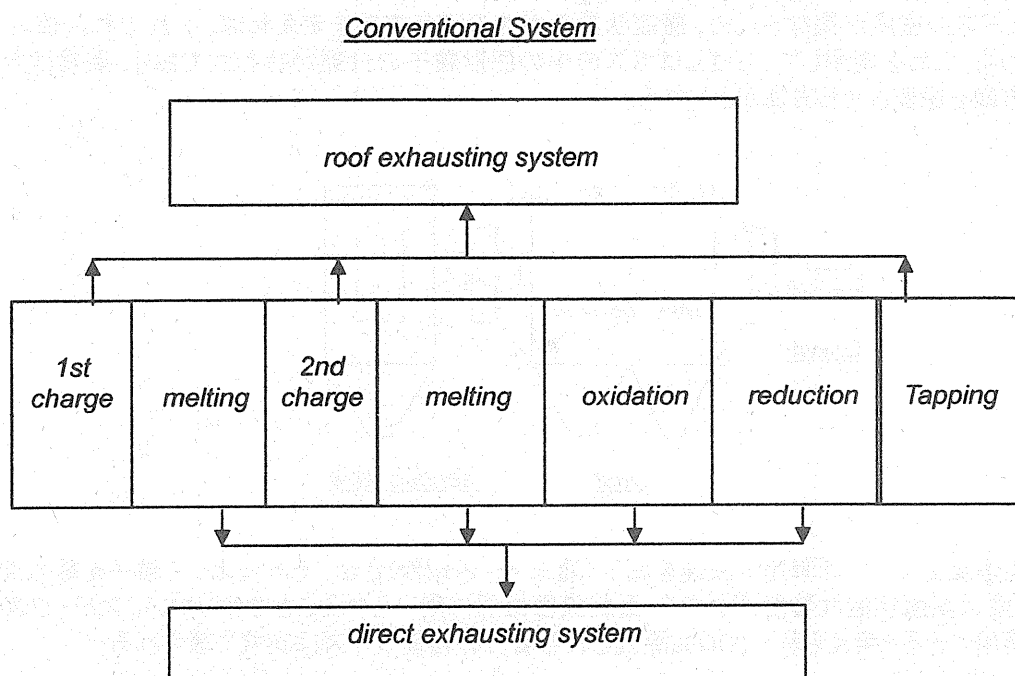 Conventional System
roof exhausting system
1st
charge
melting
2nd
charge
melting
oxidation
reduction
Tapping
direct exhausting system